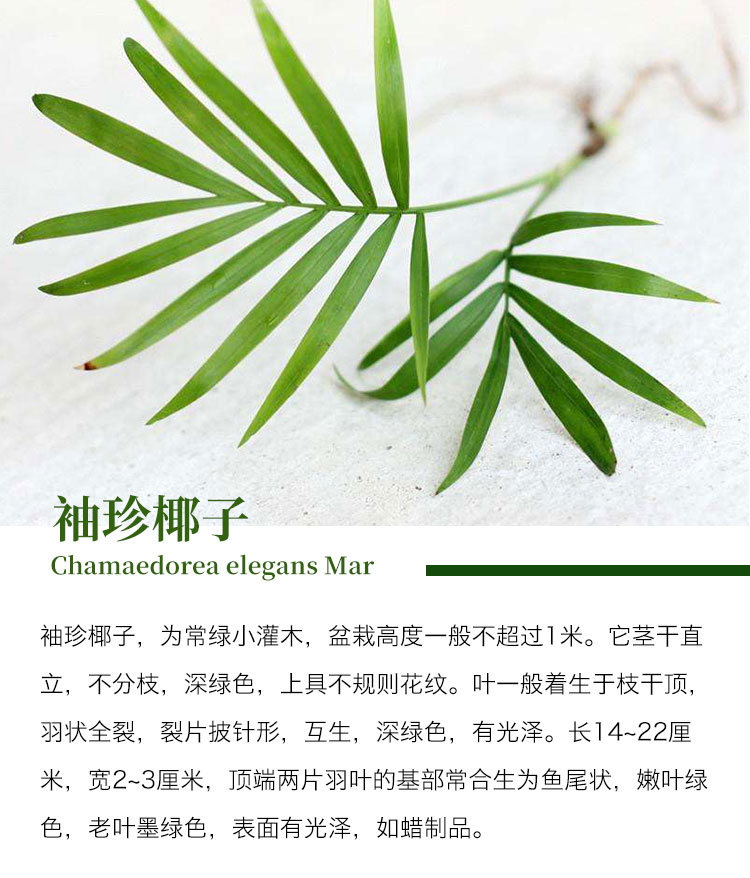 袖珍椰子
Chamaedorea elegans Mar
袖珍椰子，为常绿小灌木，盆栽高度一般不超过1米。它茎干直
立，不分枝，深绿色，上具不规则花纹。叶一般着生于枝干顶，
羽状全裂，裂片披针形，互生，深绿色，有光泽。长14~22厘
米，宽2~3厘米，顶端两片羽叶的基部常合生为鱼尾状，嫩叶绿
色，老叶墨绿色，表面有光泽，如蜡制品。